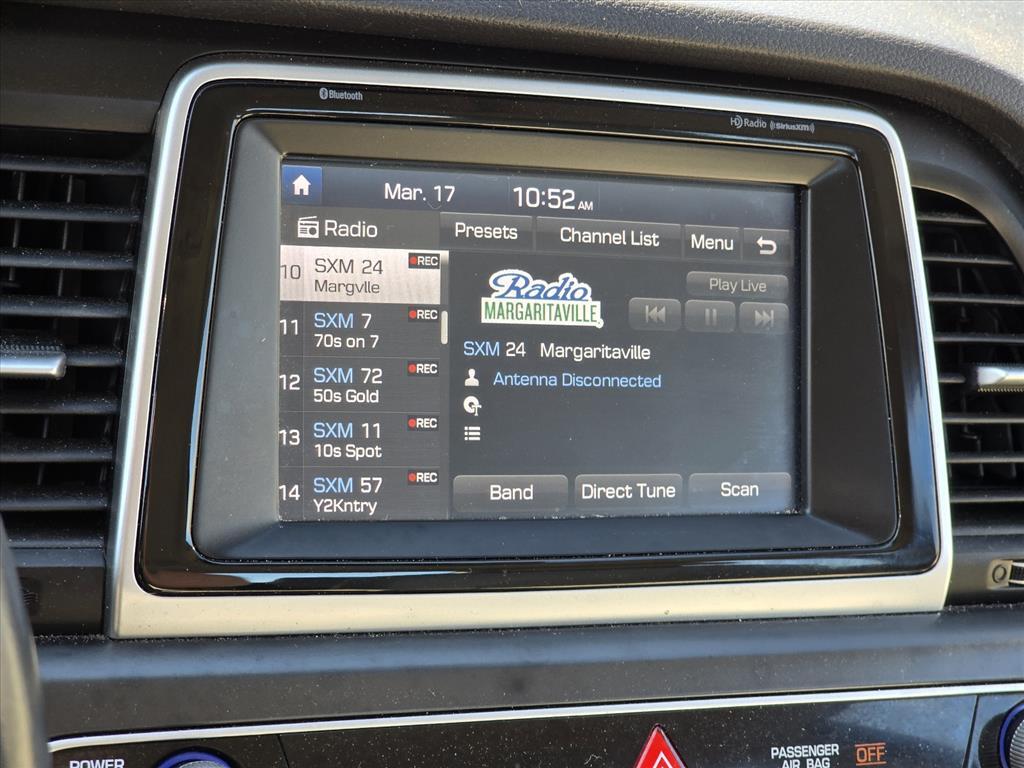 Bluetooth
HD Radio ((SiriusXM))
Mar. 17 10:52 AM
Radio Presets Channel List Menu
10 SXM 24 REC
Margvlle
11 SXM 7 REC
70s on 7
12 SXM 72 REC
50s Gold
13 SXM 11 REC
10s Spot
14 SXM 57 REC
Y2Kntry
Radio
MARGARITAVILLE
Play Live
SXM 24 Margaritaville
Antenna Disconnected
Band Direct Tune Scan
POWER
PASSENGER
AIR BAG OFF